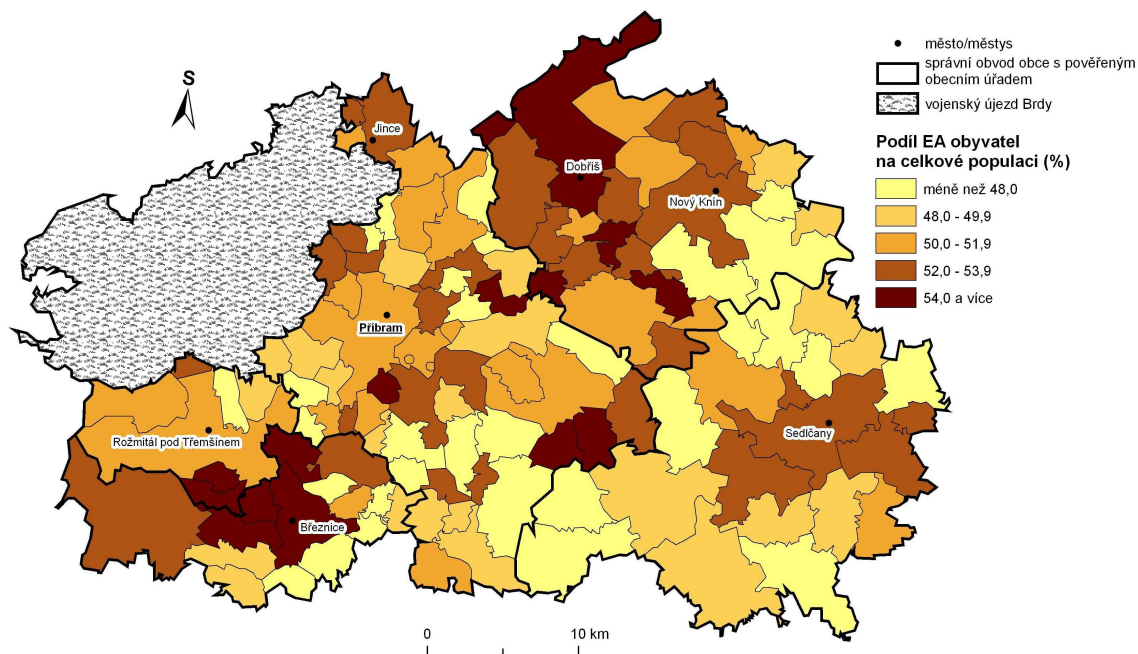 S
Jince
Dobříš
Nový Knín
Příbram
Rožmitál pod Třemšínem
Sedlčany
Březnice
0 10 km
město/městys
správní obvod obce s pověřeným
obecním úřadem
vojenský újezd Brdy
Podíl EA obyvatel
na celkové populaci (%)
méně než 48,0
48,0 - 49,9
50,0 - 51,9
52,0 - 53,9
54,0 a více